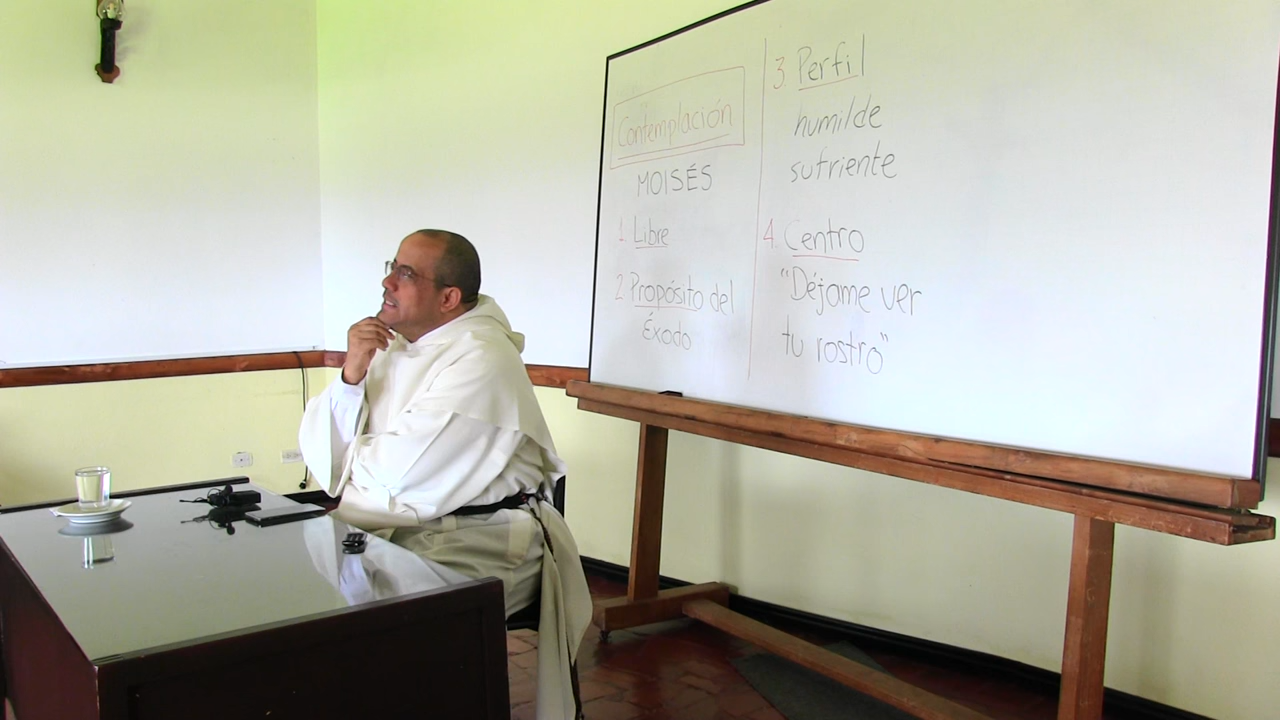 Contemplación
MOISÉS
1 Libre
2 Propósito del
Éxodo
3 Perfil
humilde
sufriente
4 Centro
"Déjame ver
tu rostro"